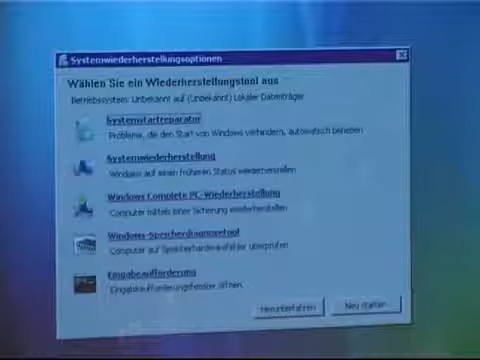 Systemwiederherstellungsoptionen
Wählen Sie ein Wiederherstellungstool aus
Betriebssystem: Unbekannt auf (Unbekannt) Lokaler Datenträger
Systemstartreparatur
Probleme, die den Start von Windows verhindern, automatisch beheben
Systemwiederherstellung
Windows auf einen früheren Status wiederherstellen
Windows Complete PC-Wiederherstellung
Computer mittels einer Sicherung wiederherstellen
Windows-Speicherdiagnosetool
Computer auf Speicherhardwarefehler überprüfen
Eingabeaufforderung
Eingabeaufforderungsfenster öffnen
Herunterfahren
Neu starten